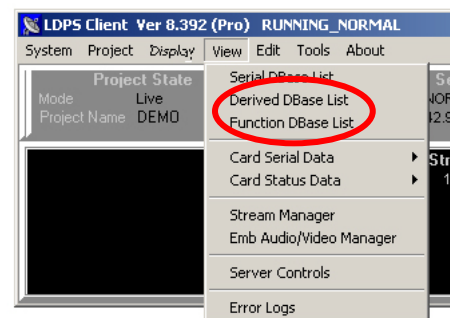 LDPS Client Ver 8.392 (Pro) RUNNING_NORMAL
System Project Display View Edit Tools About
Project State
Mode Live
Project Name DEMO
Serial DBase List
Derived DBase List
Function DBase List
Card Serial Data
Card Status Data
Stream Manager
Emb Audio/Video Manager
Server Controls
Error Logs